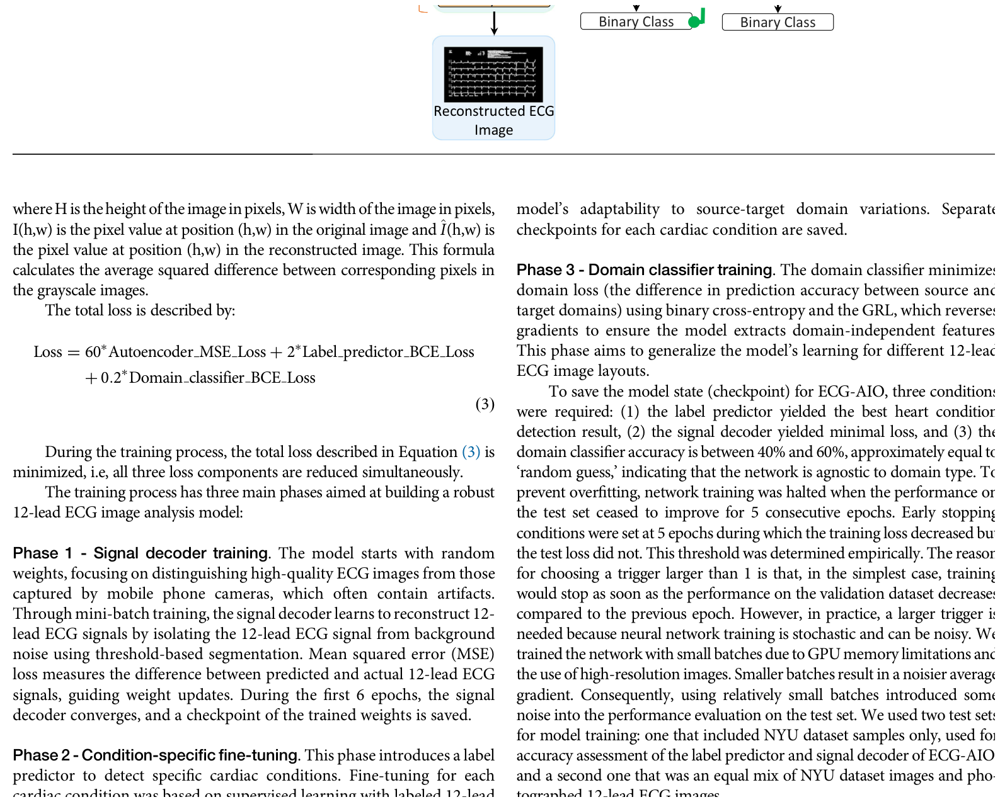 Binary Class
Binary Class
Reconstructed ECG
Image
where H is the height of the image in pixels, W is width of the image in pixels,
I(h,w) is the pixel value at position (h,w) in the original image and Î(h,w) is
the pixel value at position (h,w) in the reconstructed image. This formula
calculates the average squared difference between corresponding pixels in
the grayscale images.
The total loss is described by:
Loss = 60*Autoencoder_MSE_Loss + 2*Label_predictor_BCE_Loss
+ 0.2*Domain_classifier_BCE_Loss
(3)
During the training process, the total loss described in Equation (3) is
minimized, i.e, all three loss components are reduced simultaneously.
The training process has three main phases aimed at building a robust
12-lead ECG image analysis model:
Phase 1 - Signal decoder training. The model starts with random
weights, focusing on distinguishing high-quality ECG images from those
captured by mobile phone cameras, which often contain artifacts.
Through mini-batch training, the signal decoder learns to reconstruct 12-
lead ECG signals by isolating the 12-lead ECG signal from background
noise using threshold-based segmentation. Mean squared error (MSE)
loss measures the difference between predicted and actual 12-lead ECG
signals, guiding weight updates. During the first 6 epochs, the signal
decoder converges, and a checkpoint of the trained weights is saved.
Phase 2 - Condition-specific fine-tuning. This phase introduces a label
predictor to detect specific cardiac conditions. Fine-tuning for each
cardiac condition was based on supervised learning with labeled 12-lead
model's adaptability to source-target domain variations. Separate
checkpoints for each cardiac condition are saved.
Phase 3 - Domain classifier training. The domain classifier minimizes
domain loss (the difference in prediction accuracy between source and
target domains) using binary cross-entropy and the GRL, which reverses
gradients to ensure the model extracts domain-independent features
This phase aims to generalize the model's learning for different 12-lead
ECG image layouts.
To save the model state (checkpoint) for ECG-AIO, three conditions
were required: (1) the label predictor yielded the best heart condition
detection result, (2) the signal decoder yielded minimal loss, and (3) the
domain classifier accuracy is between 40% and 60%, approximately equal to
'random guess,' indicating that the network is agnostic to domain type. To
prevent overfitting, network training was halted when the performance on
the test set ceased to improve for 5 consecutive epochs. Early stopping
conditions were set at 5 epochs during which the training loss decreased but
the test loss did not. This threshold was determined empirically. The reason
for choosing a trigger larger than 1 is that, in the simplest case, training
would stop as soon as the performance on the validation dataset decreases
compared to the previous epoch. However, in practice, a larger trigger is
needed because neural network training is stochastic and can be noisy. We
trained the network with small batches due to GPU memory limitations and
the use of high-resolution images. Smaller batches result in a noisier average
gradient. Consequently, using relatively small batches introduced some
noise into the performance evaluation on the test set. We used two test sets
for model training: one that included NYU dataset samples only, used for
accuracy assessment of the label predictor and signal decoder of ECG-AIO
and a second one that was an equal mix of NYU dataset images and pho-
tographed 12-lead ECG images.